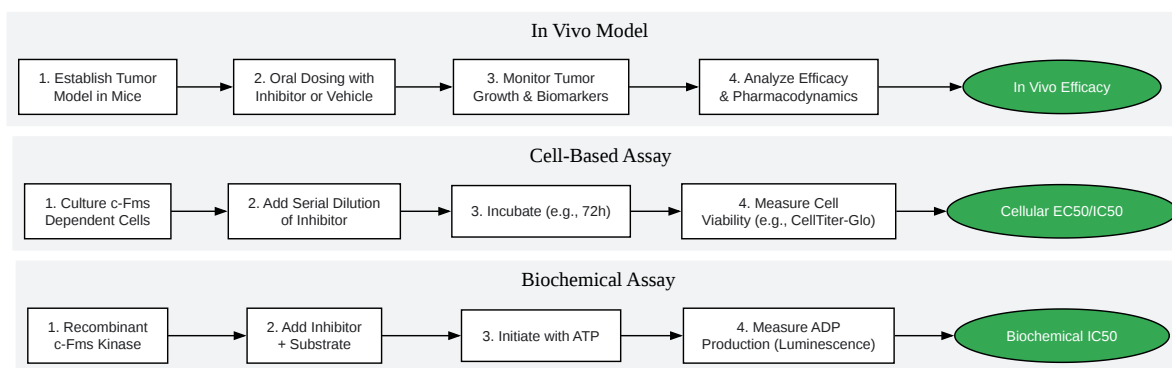 In Vivo Model
1. Establish Tumor
Model in Mice
2. Oral Dosing with
Inhibitor or Vehicle
3. Monitor Tumor
Growth & Biomarkers
4. Analyze Efficacy
& Pharmacodynamics
In Vivo Efficacy
Cell-Based Assay
1. Culture c-Fms
Dependent Cells
2. Add Serial Dilution
of Inhibitor
3. Incubate (e.g., 72h)
4. Measure Cell
Viability (e.g., CellTiter-Glo)
Cellular EC50/IC50
Biochemical Assay
1. Recombinant
c-Fms Kinase
2. Add Inhibitor
+ Substrate
3. Initiate with ATP
4. Measure ADP
Production (Luminescence)
Biochemical IC50